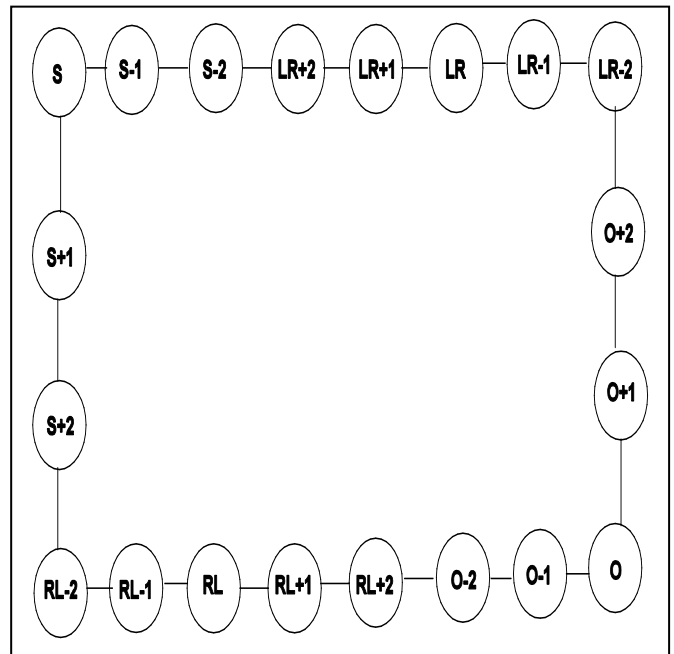 S S-1 S-2 LR+2 LR+1 LR LR-1 LR-2
S+1 O+2
S+2 O+1
RL-2 RL-1 RL RL+1 RL+2 O-2 O-1 O